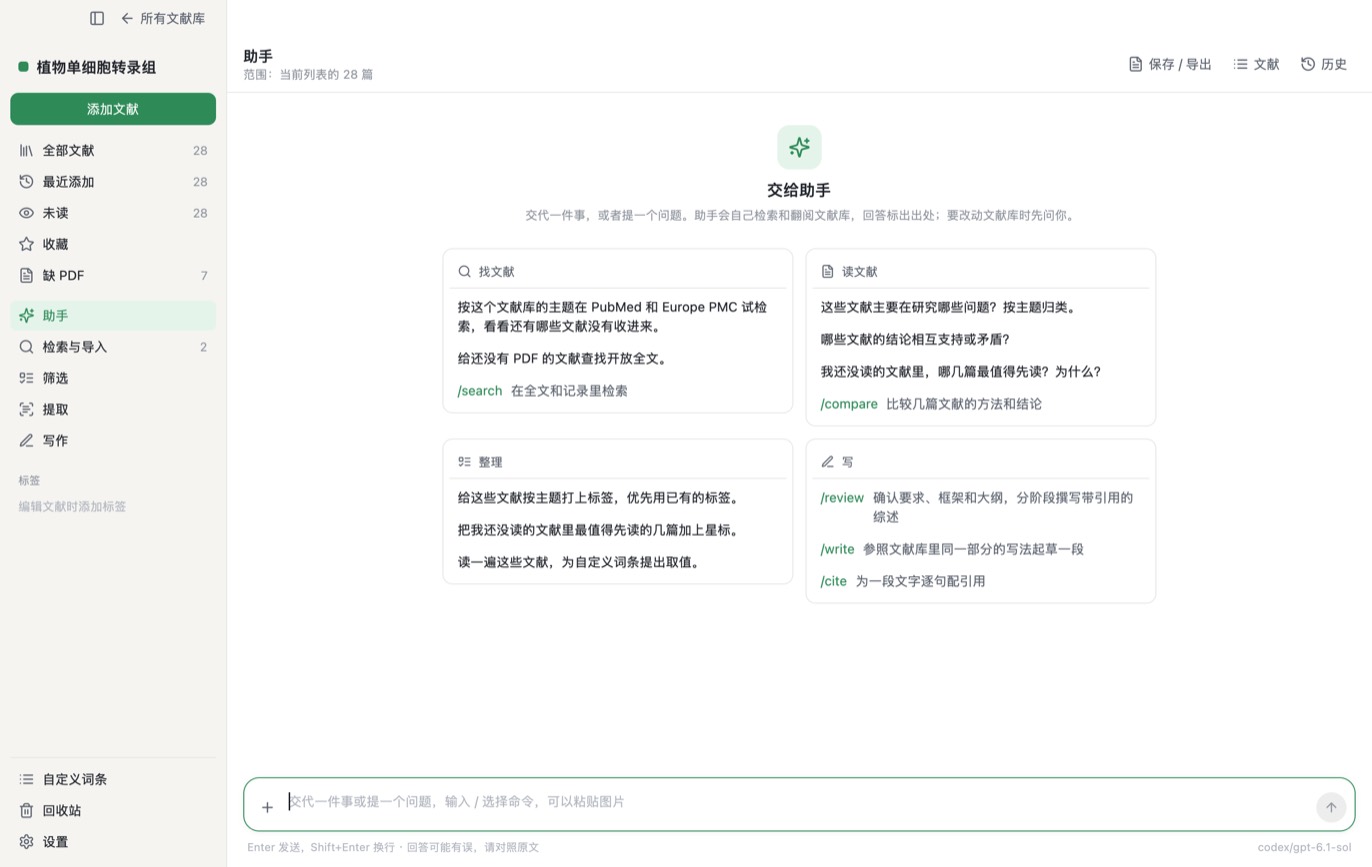 所有文献库
植物单细胞转录组
添加文献
全部文献 28
最近添加 28
未读 28
收藏
缺 PDF 7
助手
检索与导入 2
筛选
提取
写作
标签
编辑文献时添加标签
自定义词条
回收站
设置
助手
范围：当前列表的 28 篇
保存 / 导出
文献
历史
交给助手
交代一件事，或者提一个问题。助手会自己检索和翻阅文献库，回答标出出处；要改动文献库时先问你。
找文献
按这个文献库的主题在 PubMed 和 Europe PMC 试检
索，看看还有哪些文献没有收进来。
给还没有 PDF 的文献查找开放全文。
/search 在全文和记录里检索
读文献
这些文献主要在研究哪些问题？按主题归类。
哪些文献的结论相互支持或矛盾？
我还没读的文献里，哪几篇最值得先读？为什么？
/compare 比较几篇文献的方法和结论
整理
给这些文献按主题打上标签，优先用已有的标签。
把我还没读的文献里最值得先读的几篇加上星标。
读一遍这些文献，为自定义词条提出取值。
写
/review 确认要求、框架和大纲，分阶段撰写带引用的
综述
/write 参照文献库里同一部分的写法起草一段
/cite 为一段文字逐句配引用
交代一件事或提一个问题，输入 / 选择命令，可以粘贴图片
Enter 发送，Shift+Enter 换行 · 回答可能有误，请对照原文
codex/gpt-6.1-sol